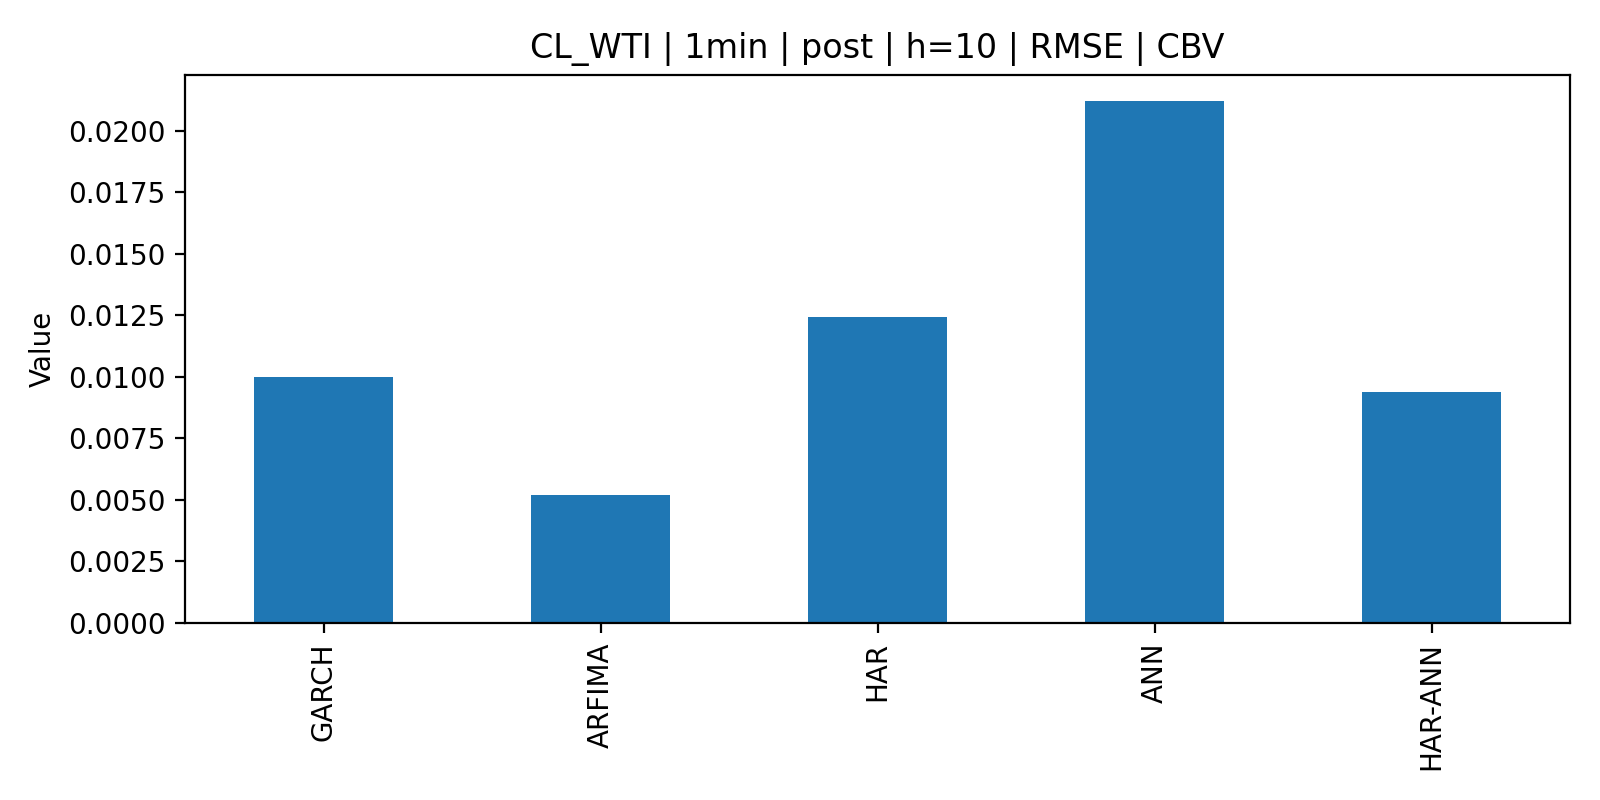 CL_WTI | 1min | post | h=10 | RMSE | CBV
Value
0.0200
0.0175
0.0150
0.0125
0.0100
0.0075
0.0050
0.0025
0.0000
GARCH
ARFIMA
HAR
ANN
HAR-ANN